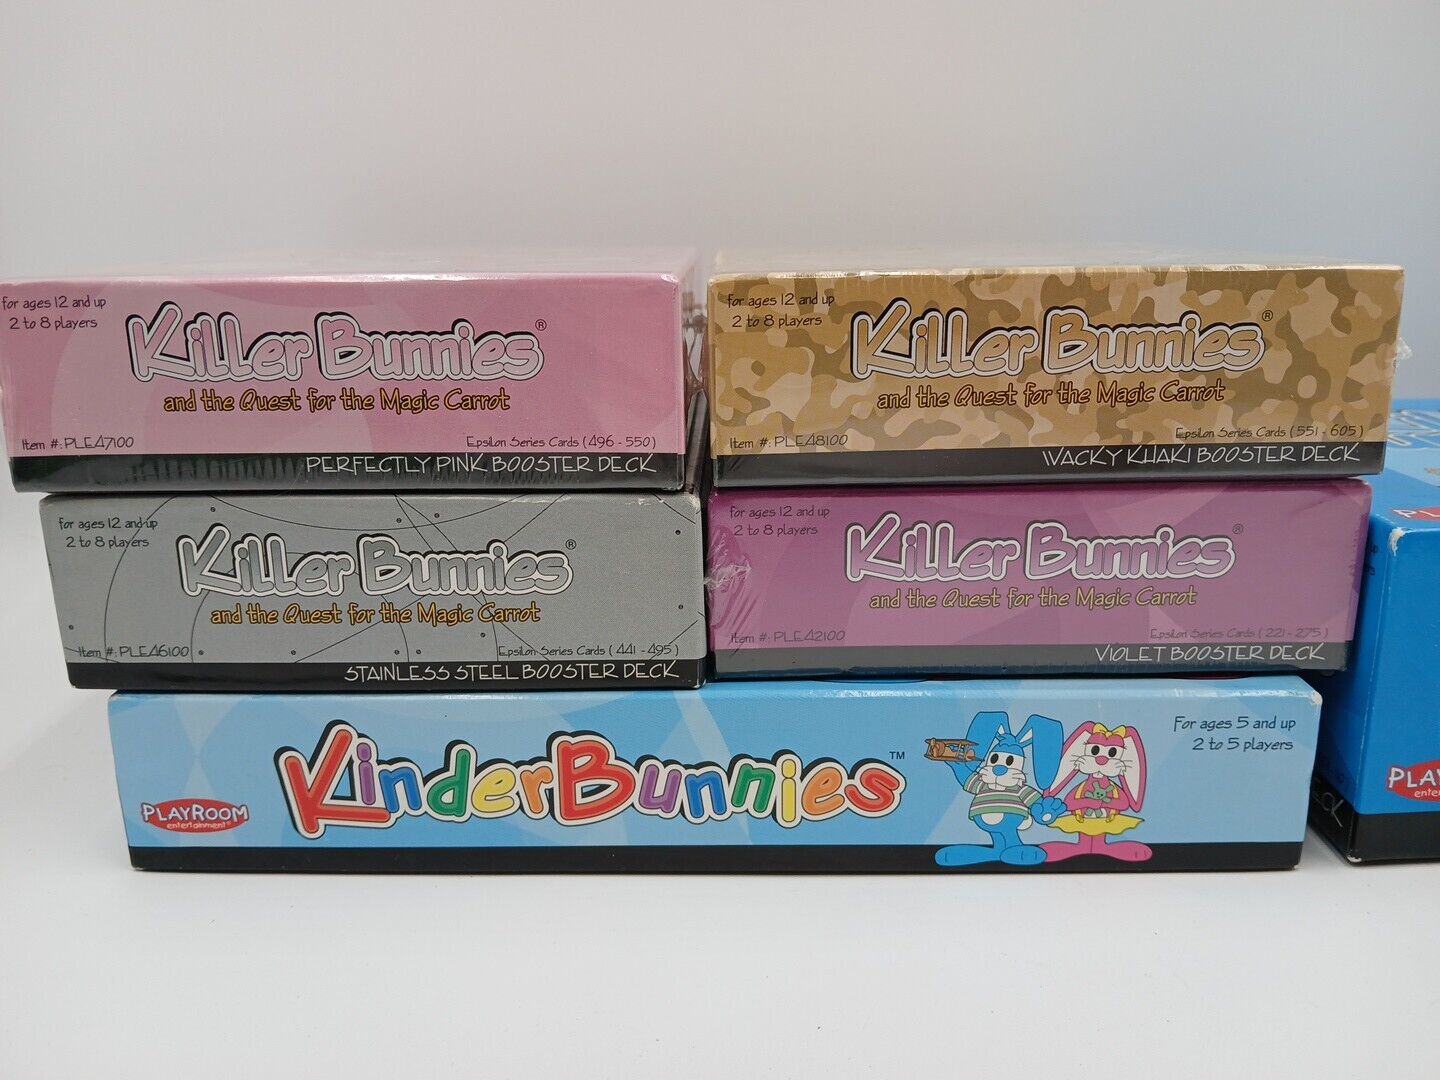 for ages 12 and up
2 to 8 players
Killer Bunnies®
and the Quest for the Magic Carrot
Item #: PLE47100
Epsilon Series Cards (496 - 550)
PERFECTLY PINK BOOSTER DECK
for ages 12 and up
2 to 8 players
Killer Bunnies®
and the Quest for the Magic Carrot
Item #: PLE48100
Epsilon Series Cards (551 - 605)
WACKY KHAKI BOOSTER DECK
for ages 12 and up
2 to 8 players
Killer Bunnies®
and the Quest for the Magic Carrot
Item #: PLE46100
Epsilon Series Cards (441 - 495)
STAINLESS STEEL BOOSTER DECK
for ages 12 and up
2 to 8 players
Killer Bunnies®
and the Quest for the Magic Carrot
Item #: PLE42100
Epsilon Series Cards (221 - 275)
VIOLET BOOSTER DECK
PLAYROOM
entertainment®
KinderBunnies™
For ages 5 and up
2 to 5 players
PL
PLA
ente